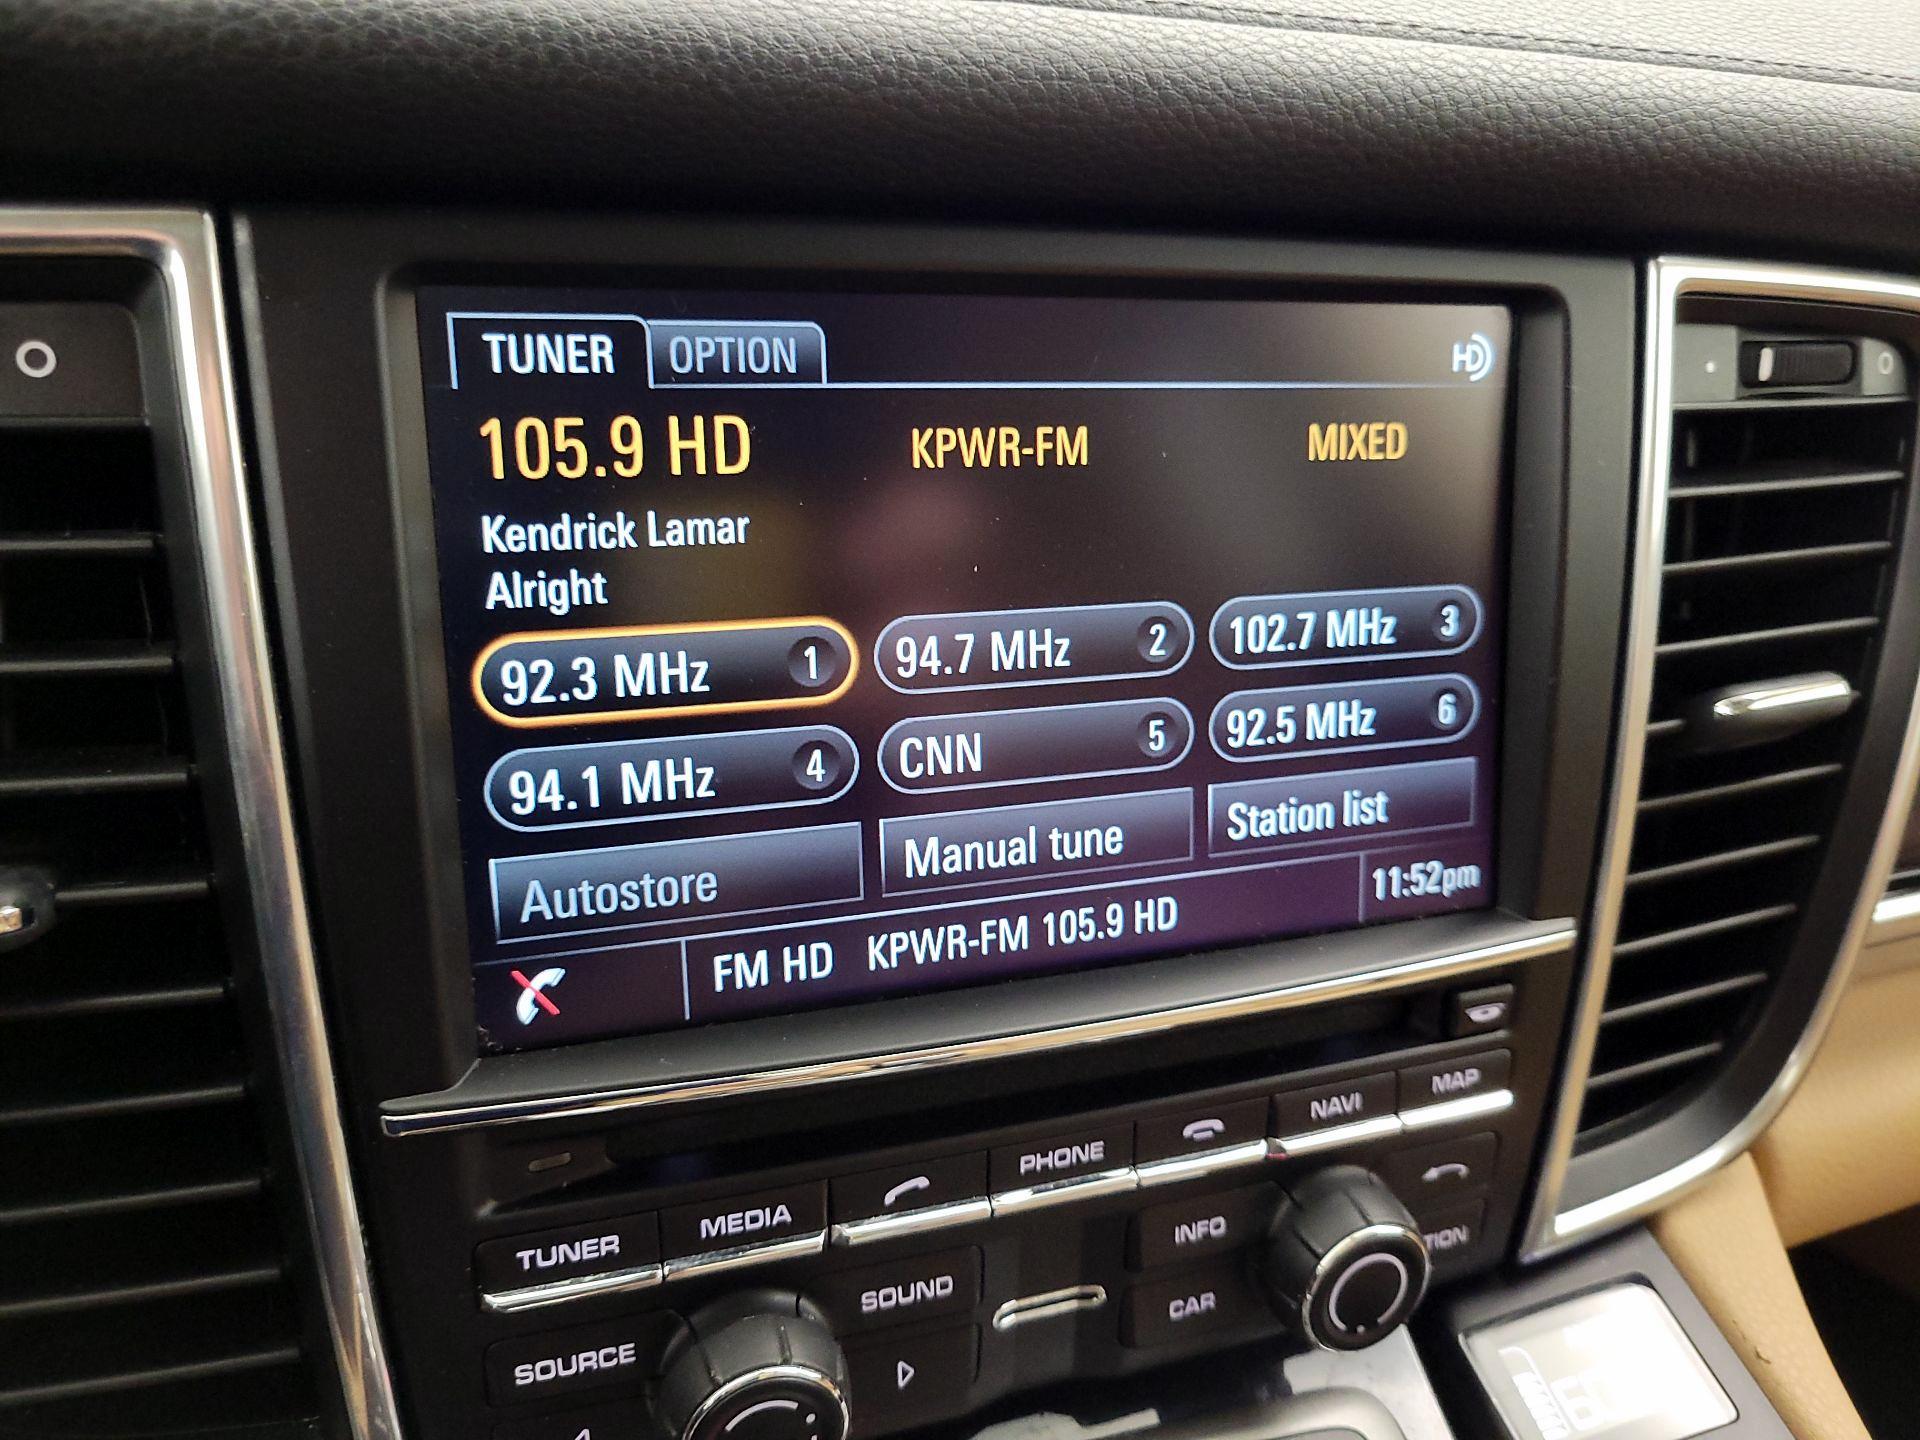 TUNER OPTION HD
105.9 HD KPWR-FM MIXED
Kendrick Lamar
Alright
92.3 MHz 1 94.7 MHz 2 102.7 MHz 3
94.1 MHz 4 CNN 5 92.5 MHz 6
Autostore Manual tune Station list
FM HD KPWR-FM 105.9 HD 11:52pm
TUNER MEDIA PHONE NAVI MAP
SOUND INFO
SOURCE CAR